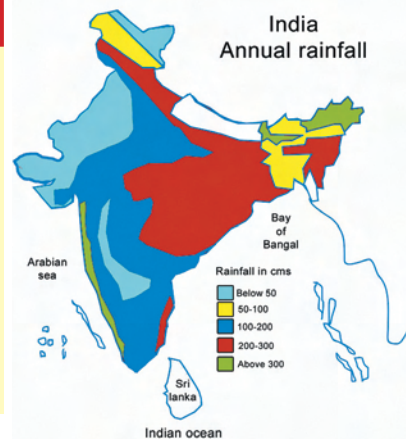 India
Annual rainfall
Bay
of
Bangal
Arabian
sea
Rainfall in cms
Below 50
50-100
100-200
200-300
Above 300
Sri
lanka
Indian ocean